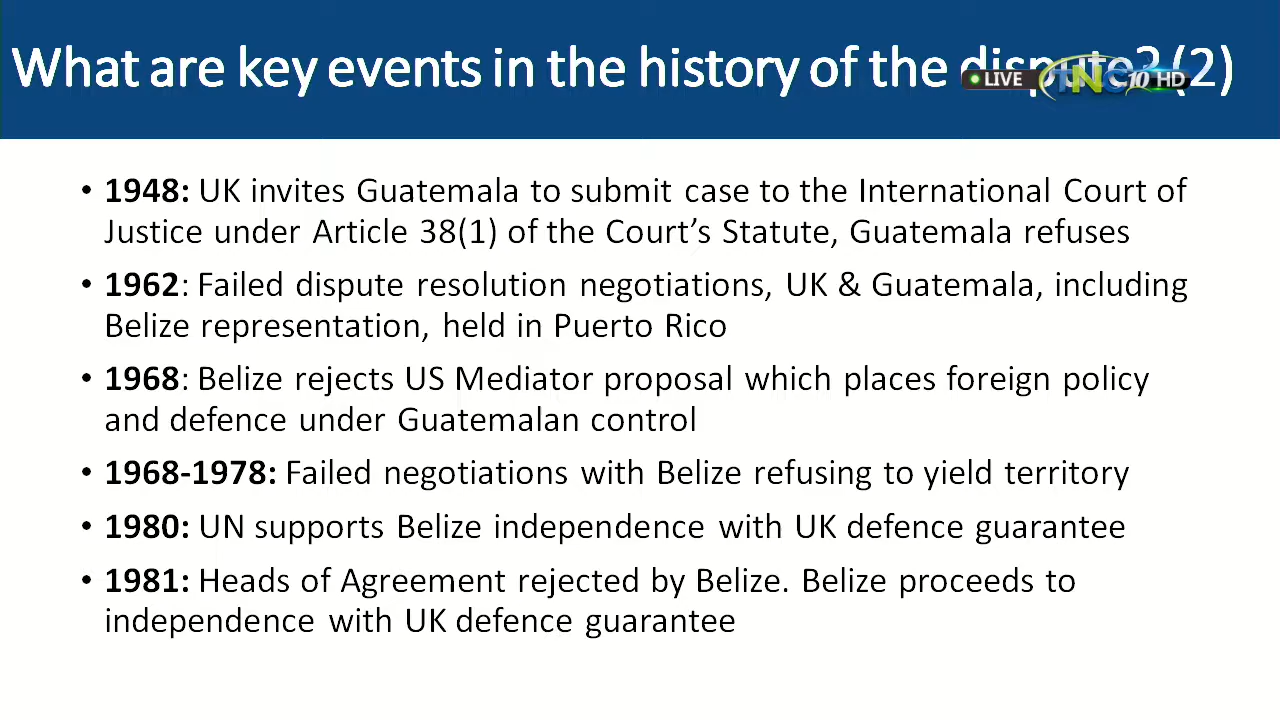 What are key events in the history of the dispute? (2)
LIVE
TNC 10 HD
• 1948: UK invites Guatemala to submit case to the International Court of
Justice under Article 38(1) of the Court’s Statute, Guatemala refuses
• 1962: Failed dispute resolution negotiations, UK & Guatemala, including
Belize representation, held in Puerto Rico
• 1968: Belize rejects US Mediator proposal which places foreign policy
and defence under Guatemalan control
• 1968-1978: Failed negotiations with Belize refusing to yield territory
• 1980: UN supports Belize independence with UK defence guarantee
• 1981: Heads of Agreement rejected by Belize. Belize proceeds to
independence with UK defence guarantee